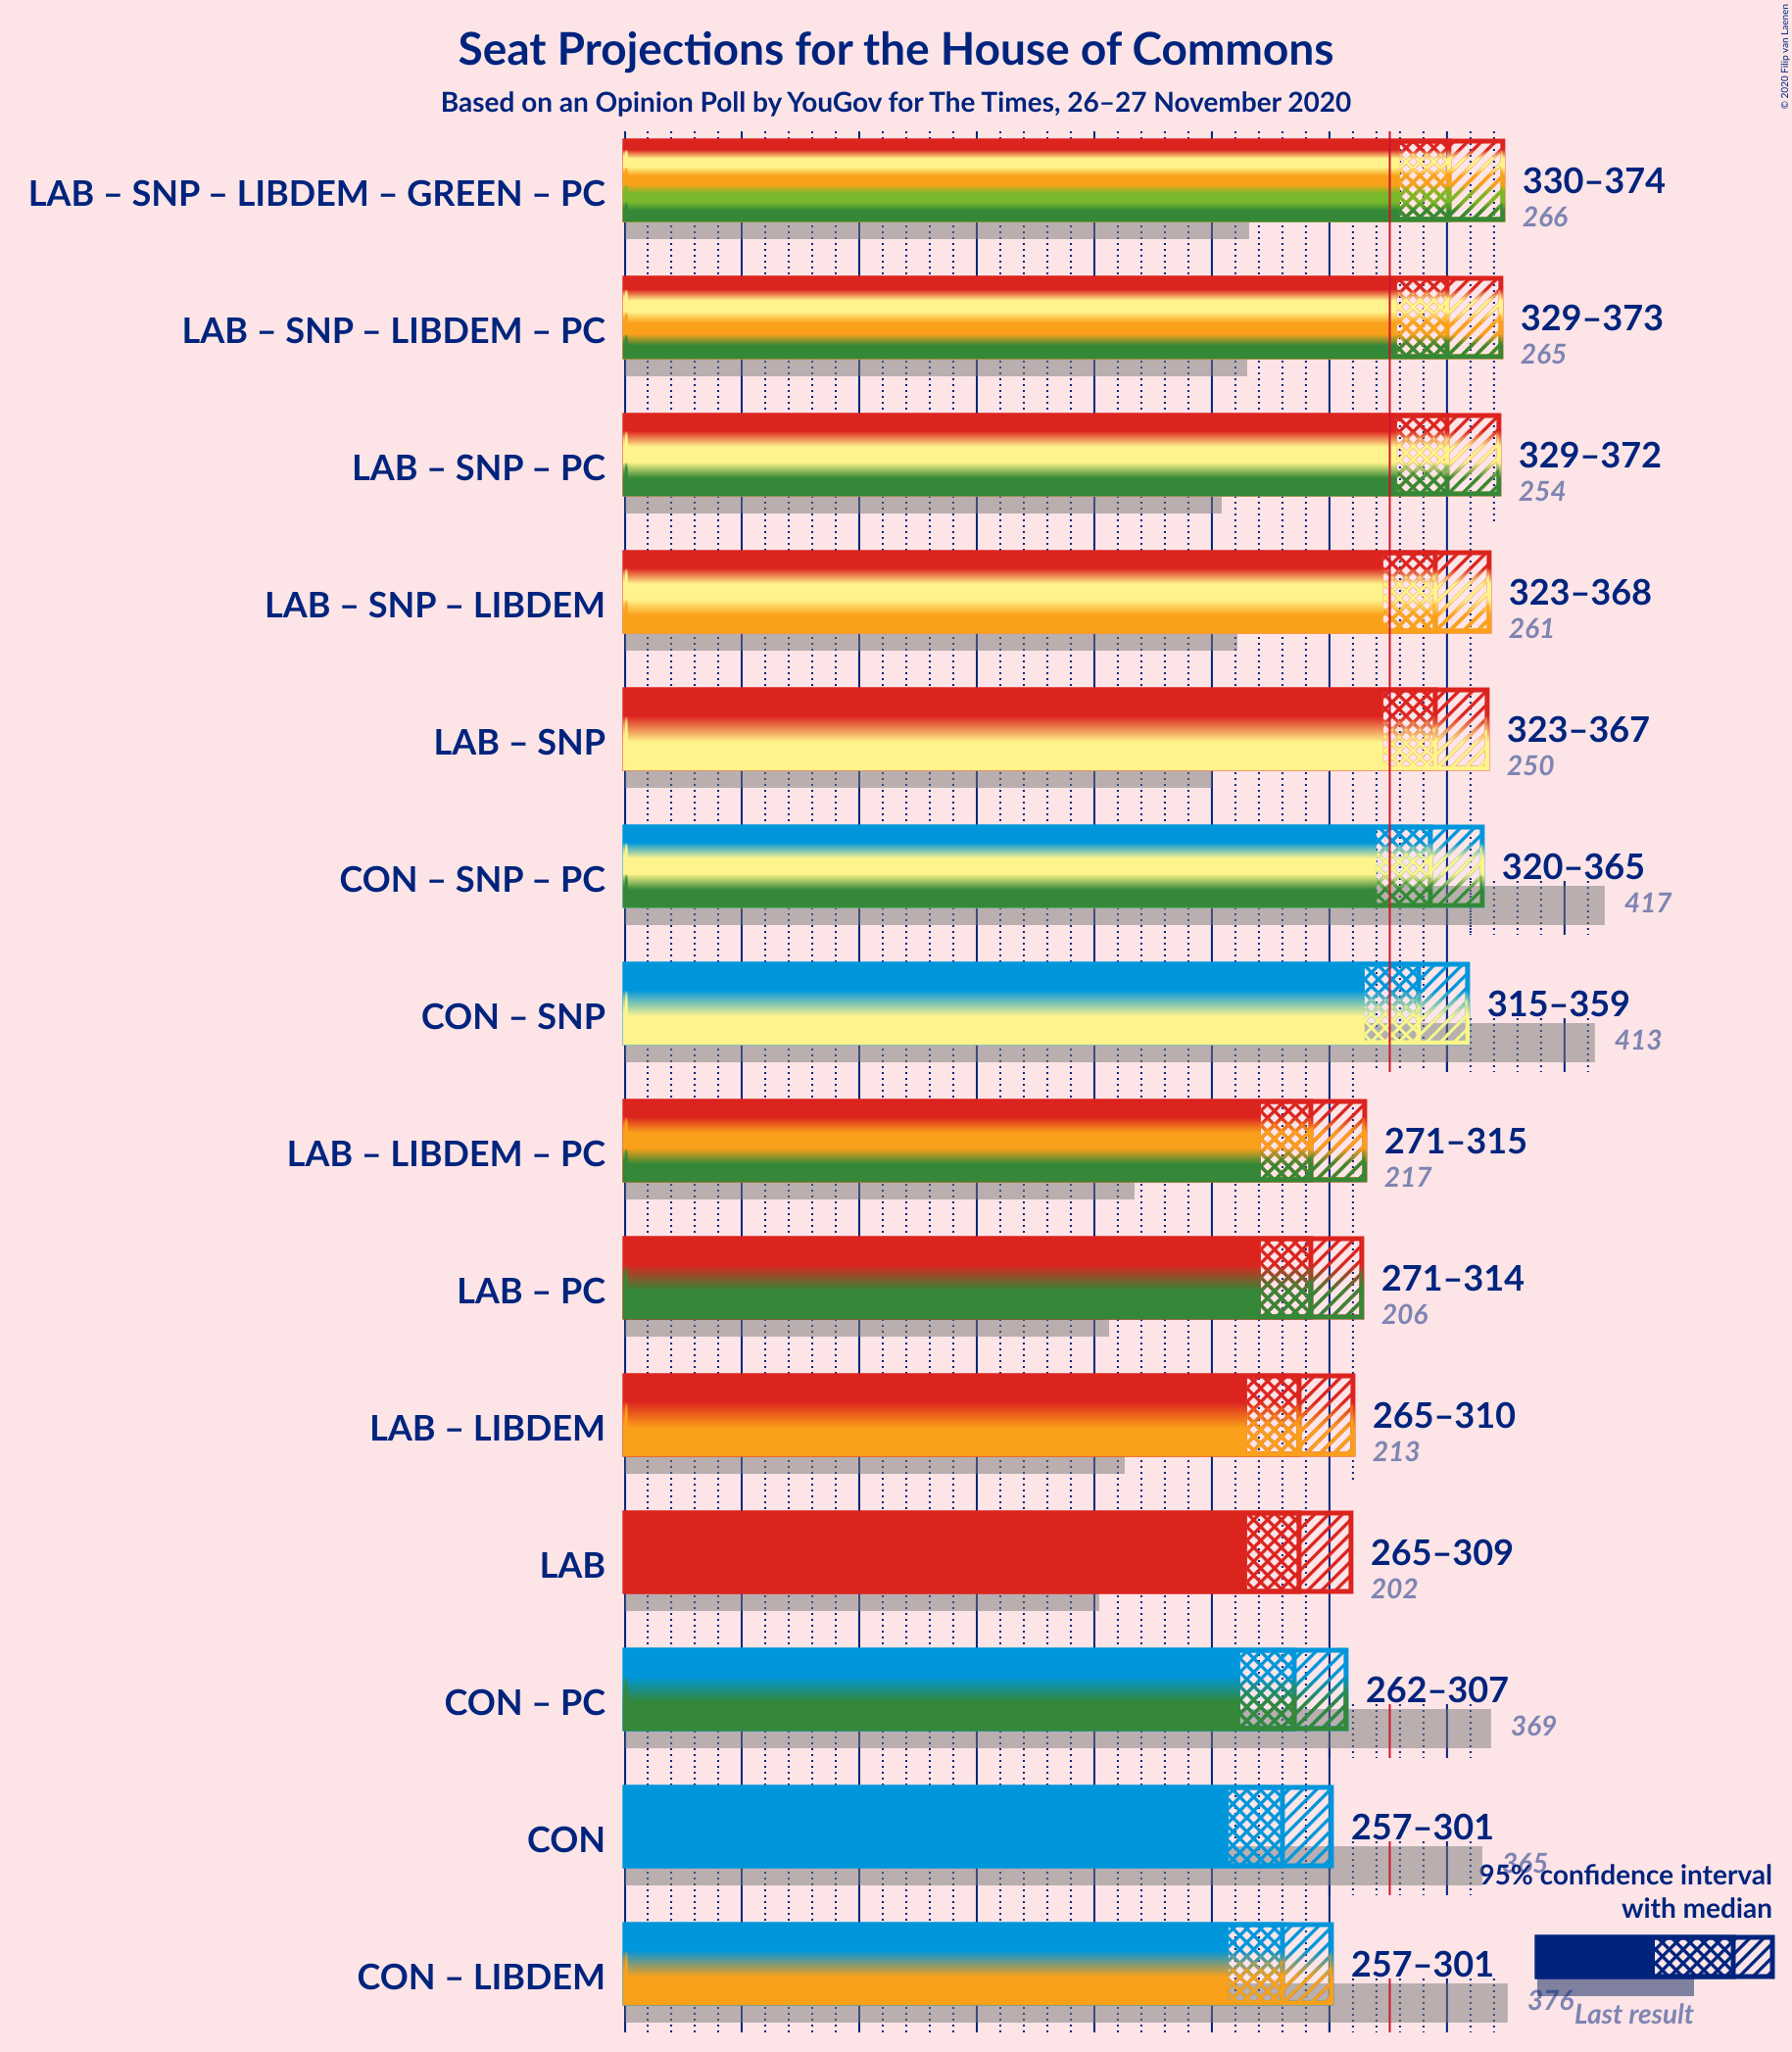 Seat Projections for the House of Commons
Based on an Opinion Poll by YouGov for The Times, 26–27 November 2020
© 2020 Filip van Laenen
LAB – SNP – LIBDEM – GREEN – PC
330–374
266
LAB – SNP – LIBDEM – PC
329–373
265
LAB – SNP – PC
329–372
254
LAB – SNP – LIBDEM
323–368
261
LAB – SNP
323–367
250
CON – SNP – PC
320–365
417
CON – SNP
315–359
413
LAB – LIBDEM – PC
271–315
217
LAB – PC
271–314
206
LAB – LIBDEM
265–310
213
LAB
265–309
202
CON – PC
262–307
369
CON
257–301
365
CON – LIBDEM
257–301
376
95% confidence interval
with median
Last result